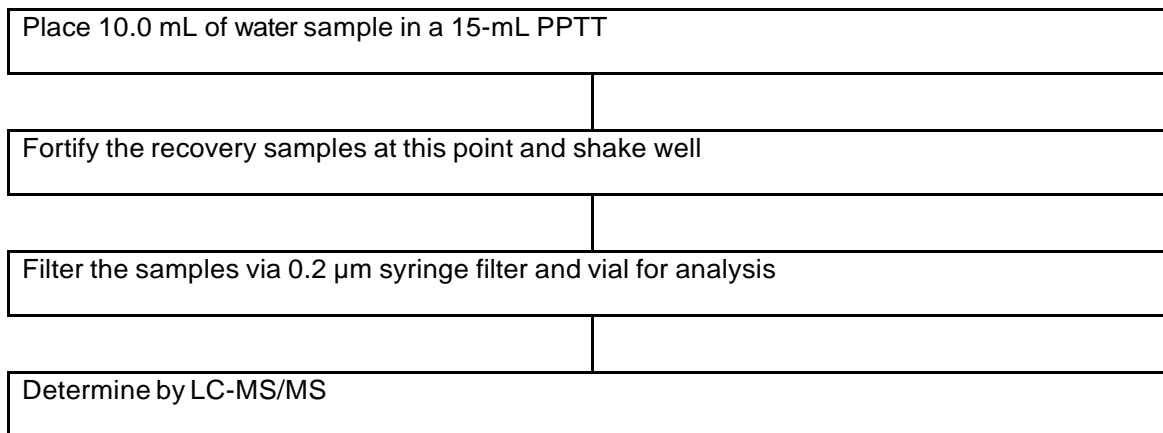 Place 10.0 mL of water sample in a 15-mL PPTT
Fortify the recovery samples at this point and shake well
Filter the samples via 0.2 µm syringe filter and vial for analysis
Determine by LC-MS/MS